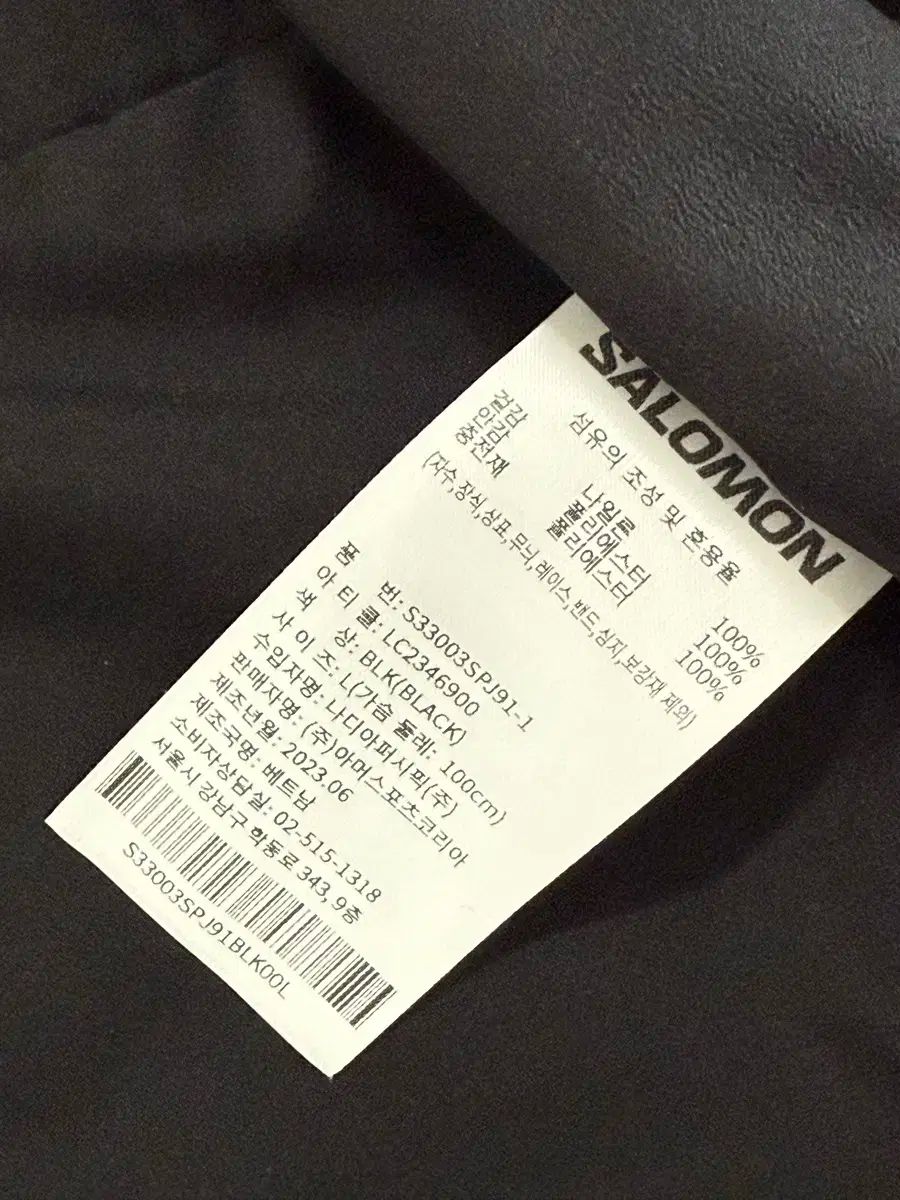 SALOMON
섬유의 조성 및 혼용율
겉감 나일론 100%
안감 폴리에스터 100%
충전재 폴리에스터 100%
(자수,장식,상표,무늬,레이스,밴드,심지,보강재 제외)
품 번: S33003SPJ91-1
아 티 클: LC2346900
색 상: BLK(BLACK)
사 이 즈: L(가슴 둘레: 100cm)
수입자명: 나디아퍼시픽(주)
판매자명: (주)아머스포츠코리아
제조년월: 2023.06
제조국명: 베트남
소비자상담실: 02-515-1318
서울시 강남구 학동로 343, 9층
S33003SPJ91BLK00L